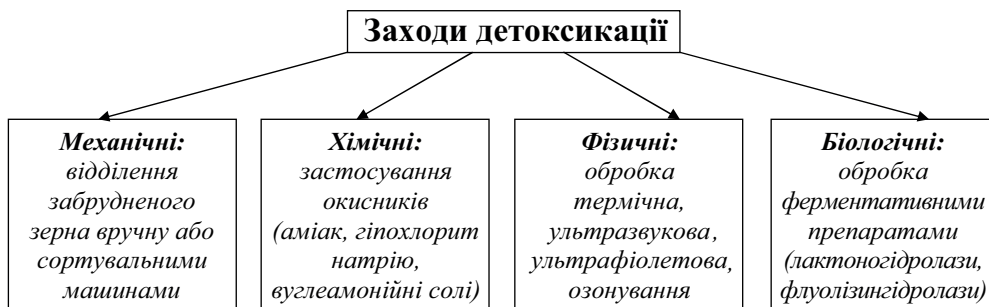 Заходи детоксикації
Механічні:
відділення
забрудненого
зерна вручну або
сортувальними
машинами
Хімічні:
застосування
окисників
(аміак, гіпохлорит
натрію,
вуглеамонійні солі)
Фізичні:
обробка
термічна,
ультразвукова,
ультрафіолетова,
озонування
Біологічні:
обробка
ферментативними
препаратами
(лактоногідролази,
флуолізингідролази)